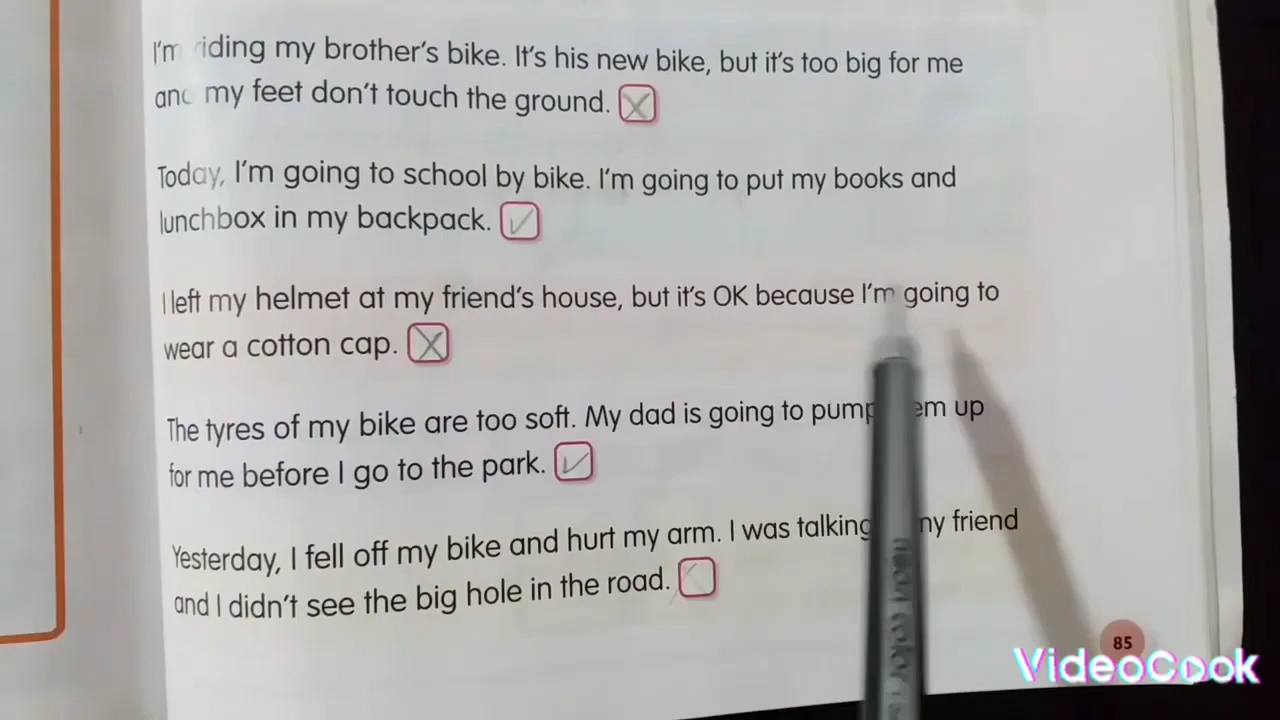 I'm riding my brother's bike. It's his new bike, but it's too big for me
and my feet don't touch the ground.
Today, I'm going to school by bike. I'm going to put my books and
lunchbox in my backpack.
I left my helmet at my friend's house, but it's OK because I'm going to
wear a cotton cap.
The tyres of my bike are too soft. My dad is going to pump up
for me before I go to the park.
Yesterday, I fell off my bike and hurt my arm. I was talking my friend
and I didn't see the big hole in the road.
85
VideoCook